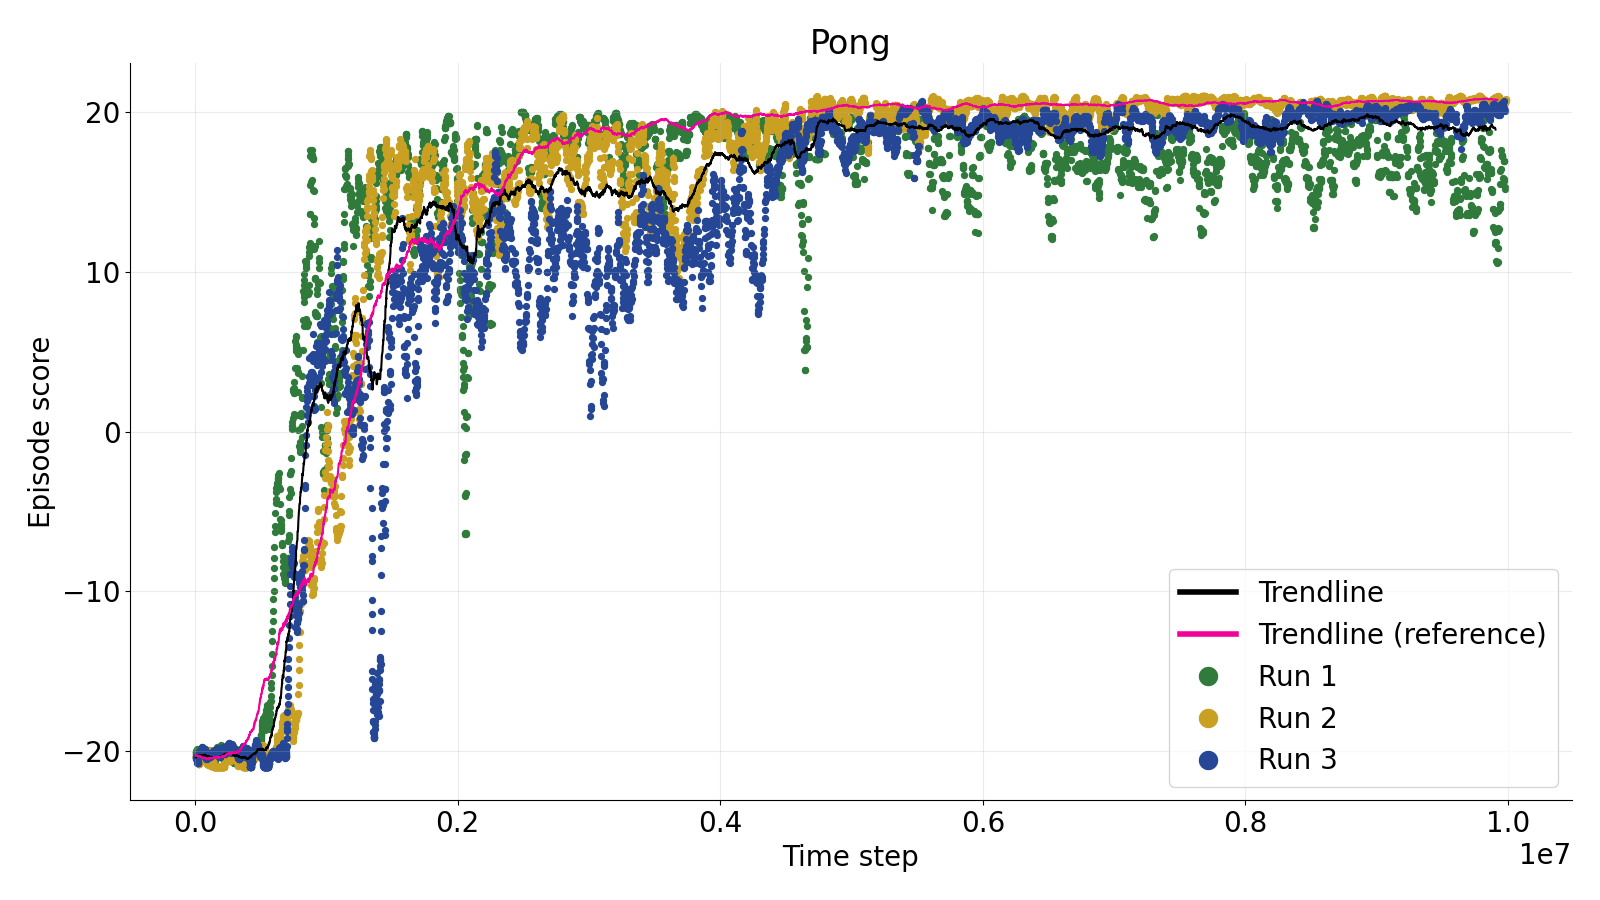 Pong
Episode score
20
10
0
−10
−20
0.0
0.2
0.4
0.6
0.8
1.0
1e7
Time step
Trendline
Trendline (reference)
Run 1
Run 2
Run 3